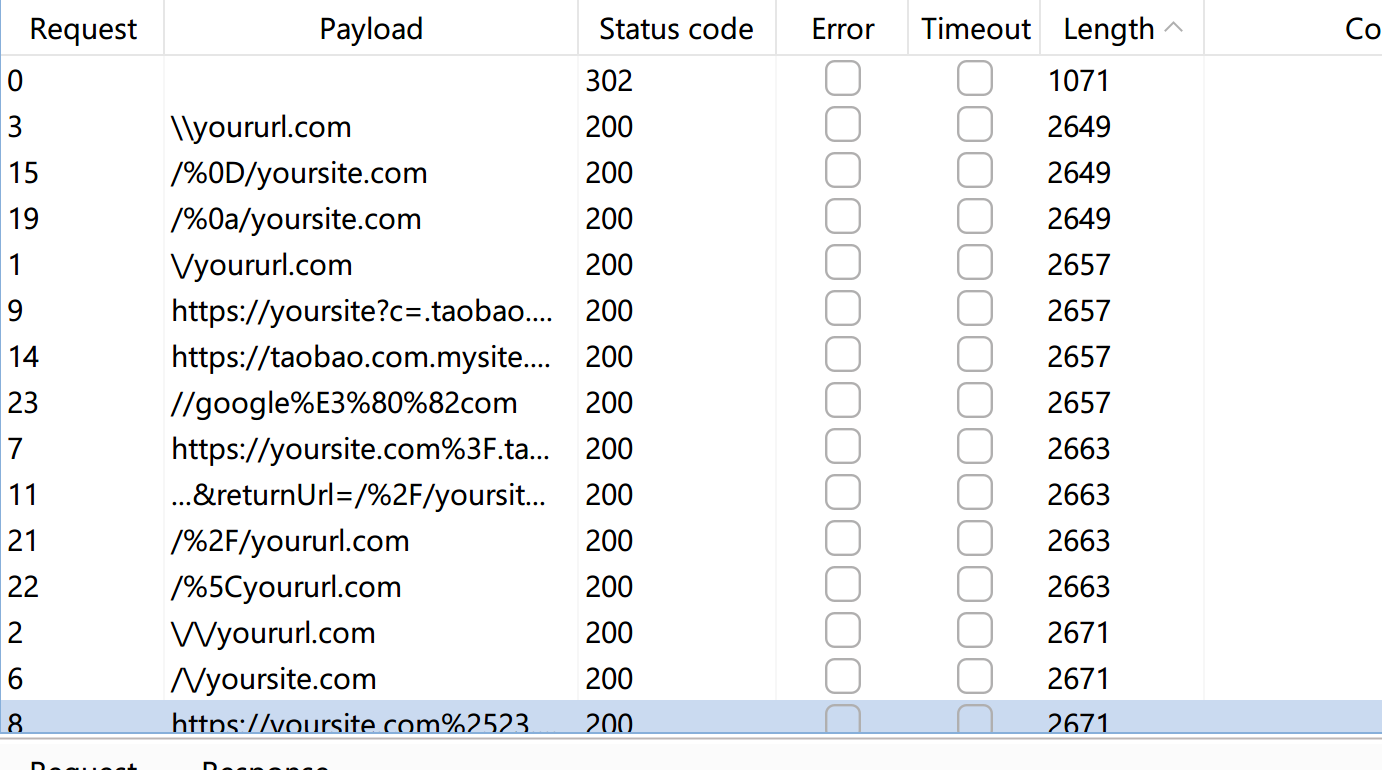 Request Payload Status code Error Timeout Length Co
0 302 1071
3 \\yoururl.com 200 2649
15 /%0D/yoursite.com 200 2649
19 /%0a/yoursite.com 200 2649
1 \/yoururl.com 200 2657
9 https://yoursite?c=.taobao.... 200 2657
14 https://taobao.com.mysite.... 200 2657
23 //google%E3%80%82com 200 2657
7 https://yoursite.com%3F.ta... 200 2663
11 ...&returnUrl=/%2F/yoursit... 200 2663
21 /%2F/yoururl.com 200 2663
22 /%5Cyoururl.com 200 2663
2 \/\/yoururl.com 200 2671
6 /\/yoursite.com 200 2671
8 https://yoursite.com%2523.... 200 2671
Request Response